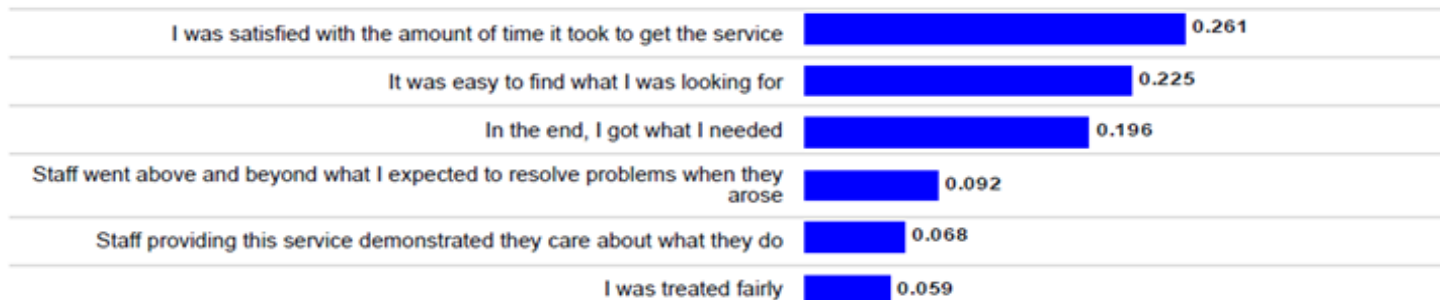 I was satisfied with the amount of time it took to get the service 0.261
It was easy to find what I was looking for 0.225
In the end, I got what I needed 0.196
Staff went above and beyond what I expected to resolve problems when they
arose 0.092
Staff providing this service demonstrated they care about what they do 0.068
I was treated fairly 0.059